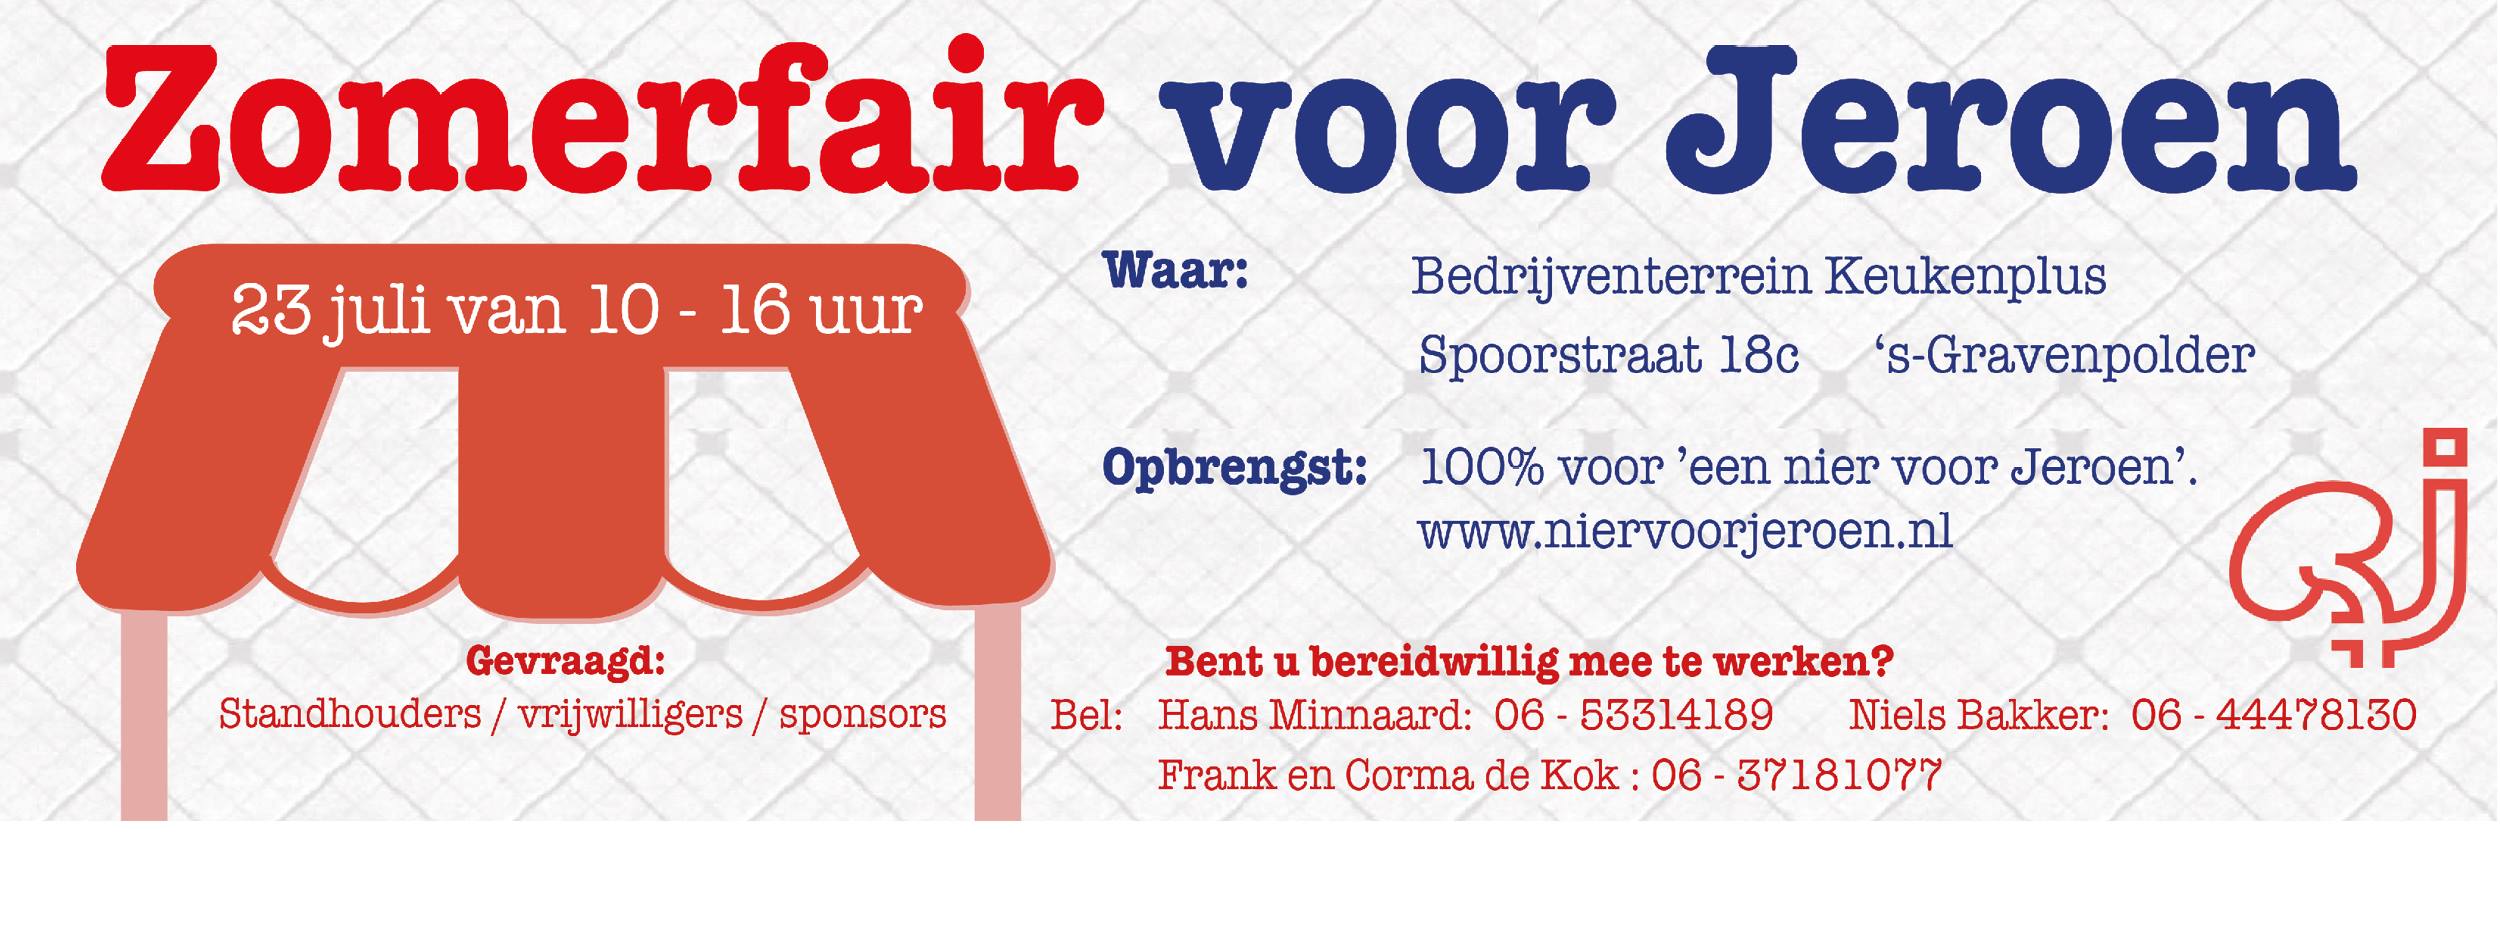 Zomerfair voor Jeroen
23 juli van 10 - 16 uur
Waar: Bedrijventerrein Keukenplus
Spoorstraat 18c ‘s-Gravenpolder
Opbrengst: 100% voor ’een nier voor Jeroen’.
www.niervoorjeroen.nl
Gevraagd:
Standhouders / vrijwilligers / sponsors
Bent u bereidwillig mee te werken?
Bel: Hans Minnaard: 06 - 53314189 Niels Bakker: 06 - 44478130
Frank en Corma de Kok : 06 - 37181077